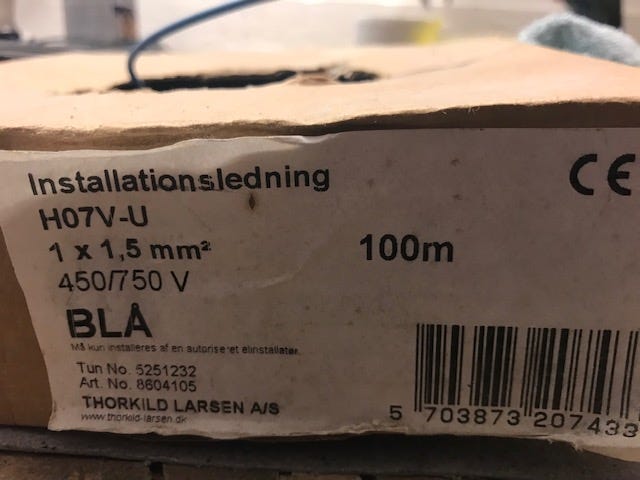 Installationsledning
H07V-U
1 x 1,5 mm²
100m
450/750 V
BLÅ
Må kun installeres af en autoriseret elinstallatør.
Tun No. 5251232
Art. No. 8604105
THORKILD LARSEN A/S
www.thorkild-larsen.dk
CE
5 703873 207433